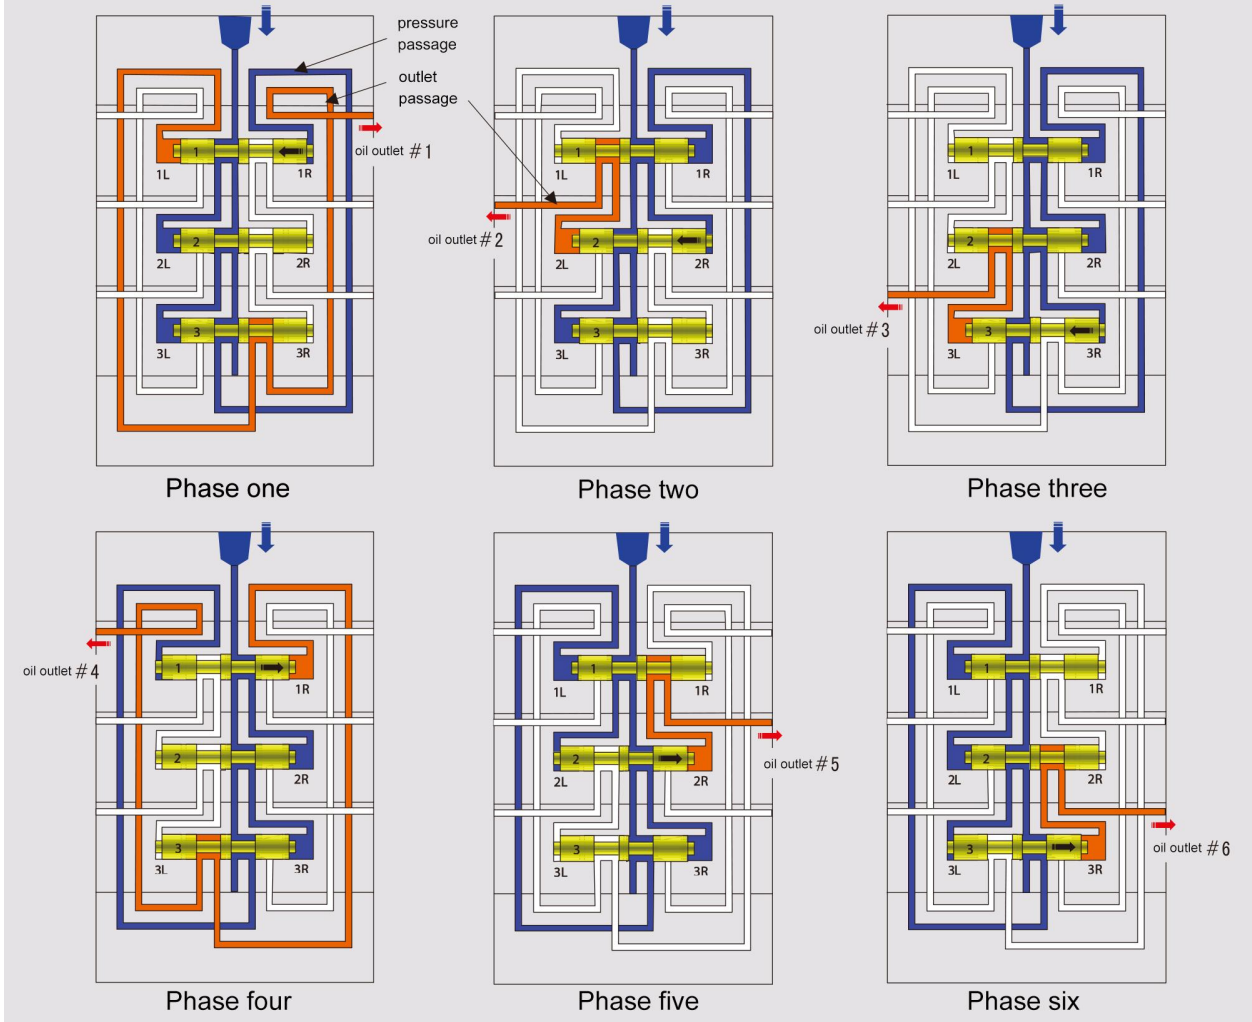 pressure
passage
outlet
passage
1
1L
1R
oil outlet #1
2
2L
2R
3
3L
3R
Phase one
1
1L
1R
oil outlet #2
2
2L
2R
3
3L
3R
Phase two
1
1L
1R
2
2L
2R
oil outlet #3
3
3L
3R
Phase three
oil outlet #4
1
1R
2
2R
3
3L
3R
Phase four
1
1L
1R
2
2L
2R
oil outlet #5
3
3L
3R
Phase five
1
1L
1R
2
2L
2R
3
3L
3R
oil outlet #6
Phase six